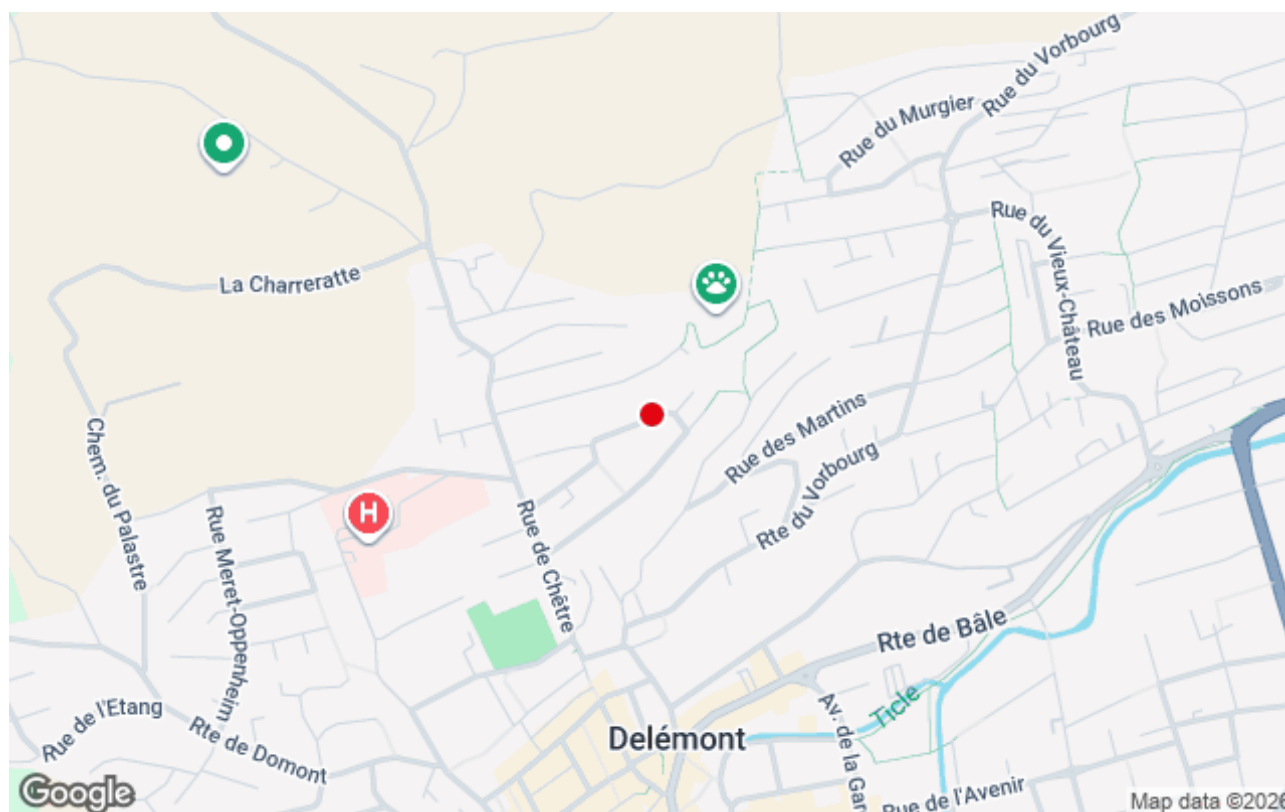 Rue du Vorbourg
Rue du Murgier
Rue du Vieux-Château
La Charreratte
Rue des Moissons
Rue des Martins
Chem. du Palastre
Rue Meret-Oppenheim
H
Rue de Chêtre
Rte du Vorbourg
Rte de Bâle
Rue de l'Etang
Rte de Domont
Delémont
Ticle
Av. de la Gar
Rue de l'Avenir
Google
Map data ©2024